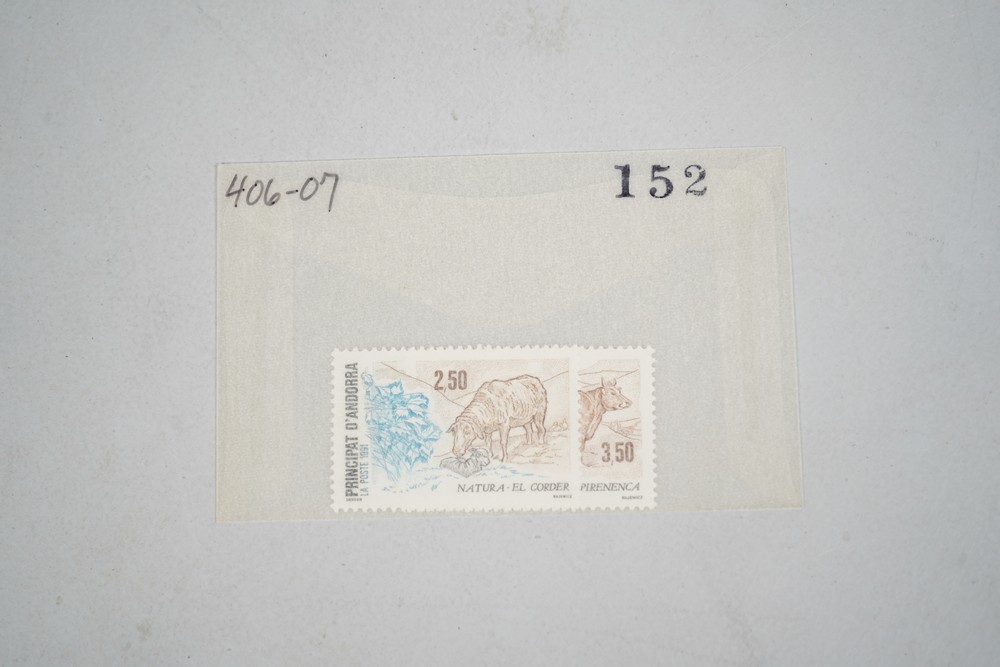 406-07
152
PRINCIPAT D'ANDORRA
LA POSTE 1991
2,50
3,50
NATURA - EL CORDER
PIRENENCA